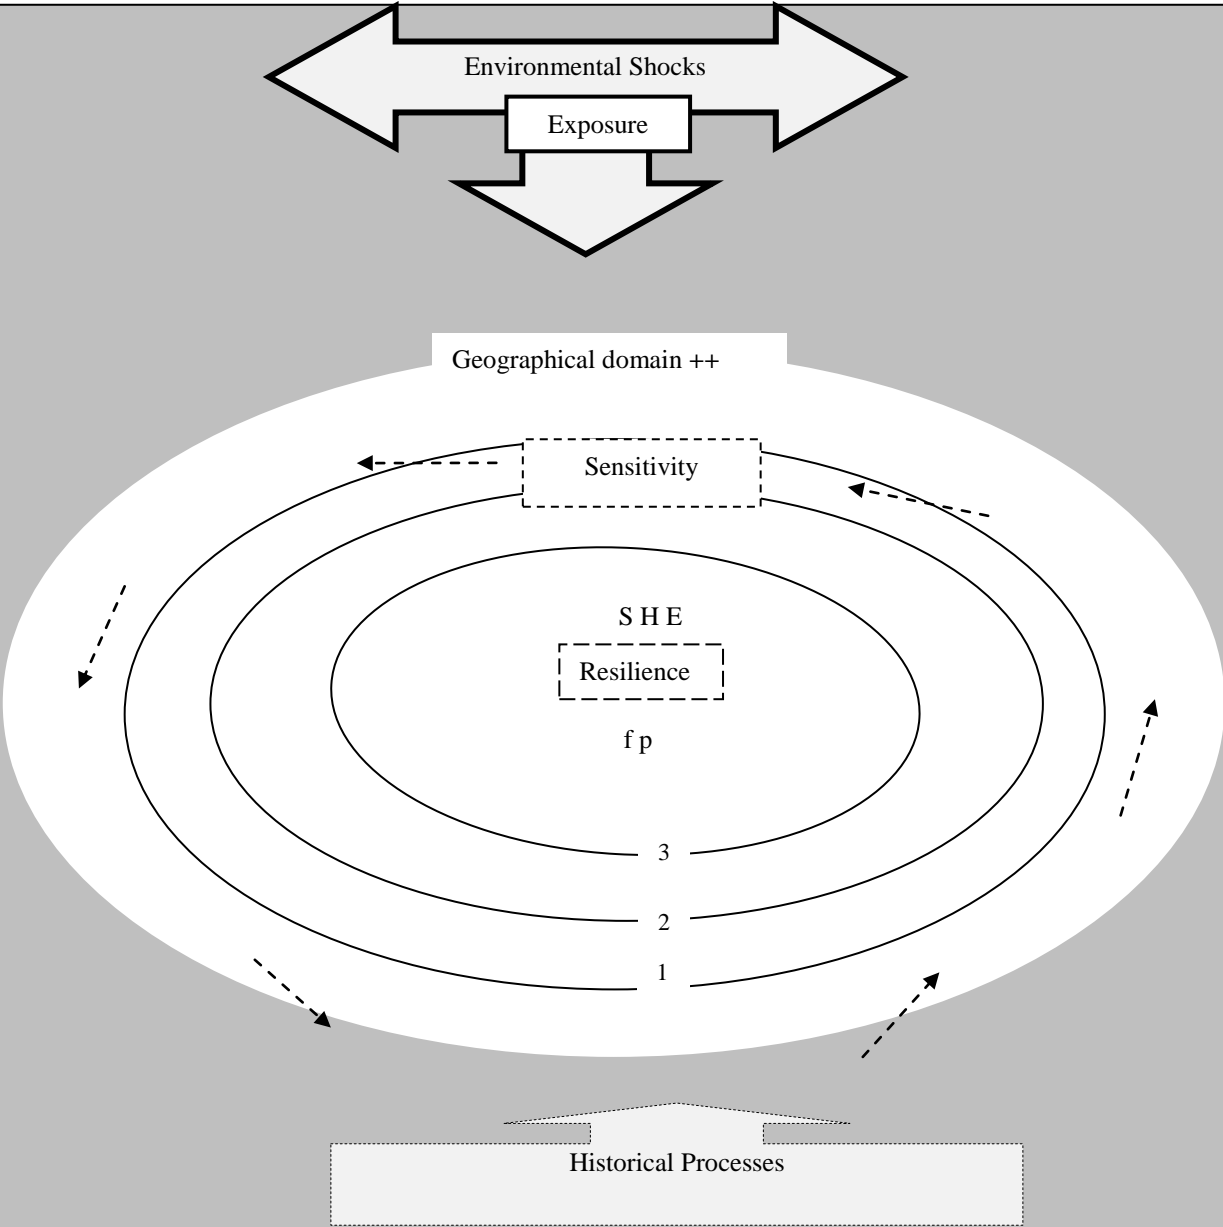 Environmental Shocks
Exposure
Geographical domain ++
Sensitivity
S H E
Resilience
f p
3
2
1
Historical Processes